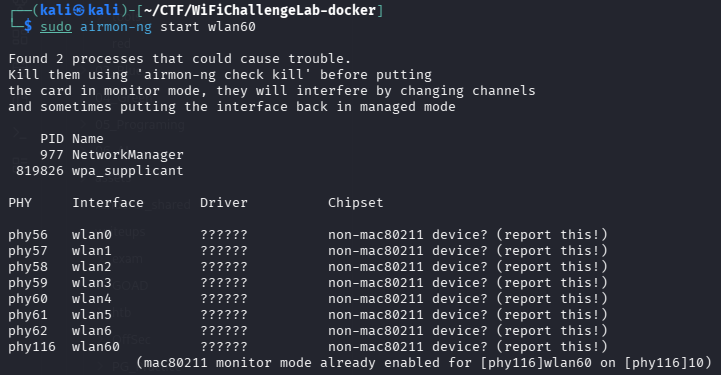 ┌──(kali㉿kali)-[~/CTF/WiFiChallengeLab-docker]
└─$ sudo airmon-ng start wlan60
Found 2 processes that could cause trouble.
Kill them using 'airmon-ng check kill' before putting
the card in monitor mode, they will interfere by changing channels
and sometimes putting the interface back in managed mode
PID Name
977 NetworkManager
819826 wpa_supplicant
PHY Interface Driver Chipset
phy56 wlan0 ?????? non-mac80211 device? (report this!)
phy57 wlan1 ?????? non-mac80211 device? (report this!)
phy58 wlan2 ?????? non-mac80211 device? (report this!)
phy59 wlan3 ?????? non-mac80211 device? (report this!)
phy60 wlan4 ?????? non-mac80211 device? (report this!)
phy61 wlan5 ?????? non-mac80211 device? (report this!)
phy62 wlan6 ?????? non-mac80211 device? (report this!)
phy116 wlan60 ?????? non-mac80211 device? (report this!)
(mac80211 monitor mode already enabled for [phy116]wlan60 on [phy116]10)